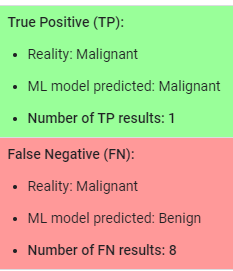 True Positive (TP):
• Reality: Malignant
• ML model predicted: Malignant
• Number of TP results: 1
False Negative (FN):
• Reality: Malignant
• ML model predicted: Benign
• Number of FN results: 8